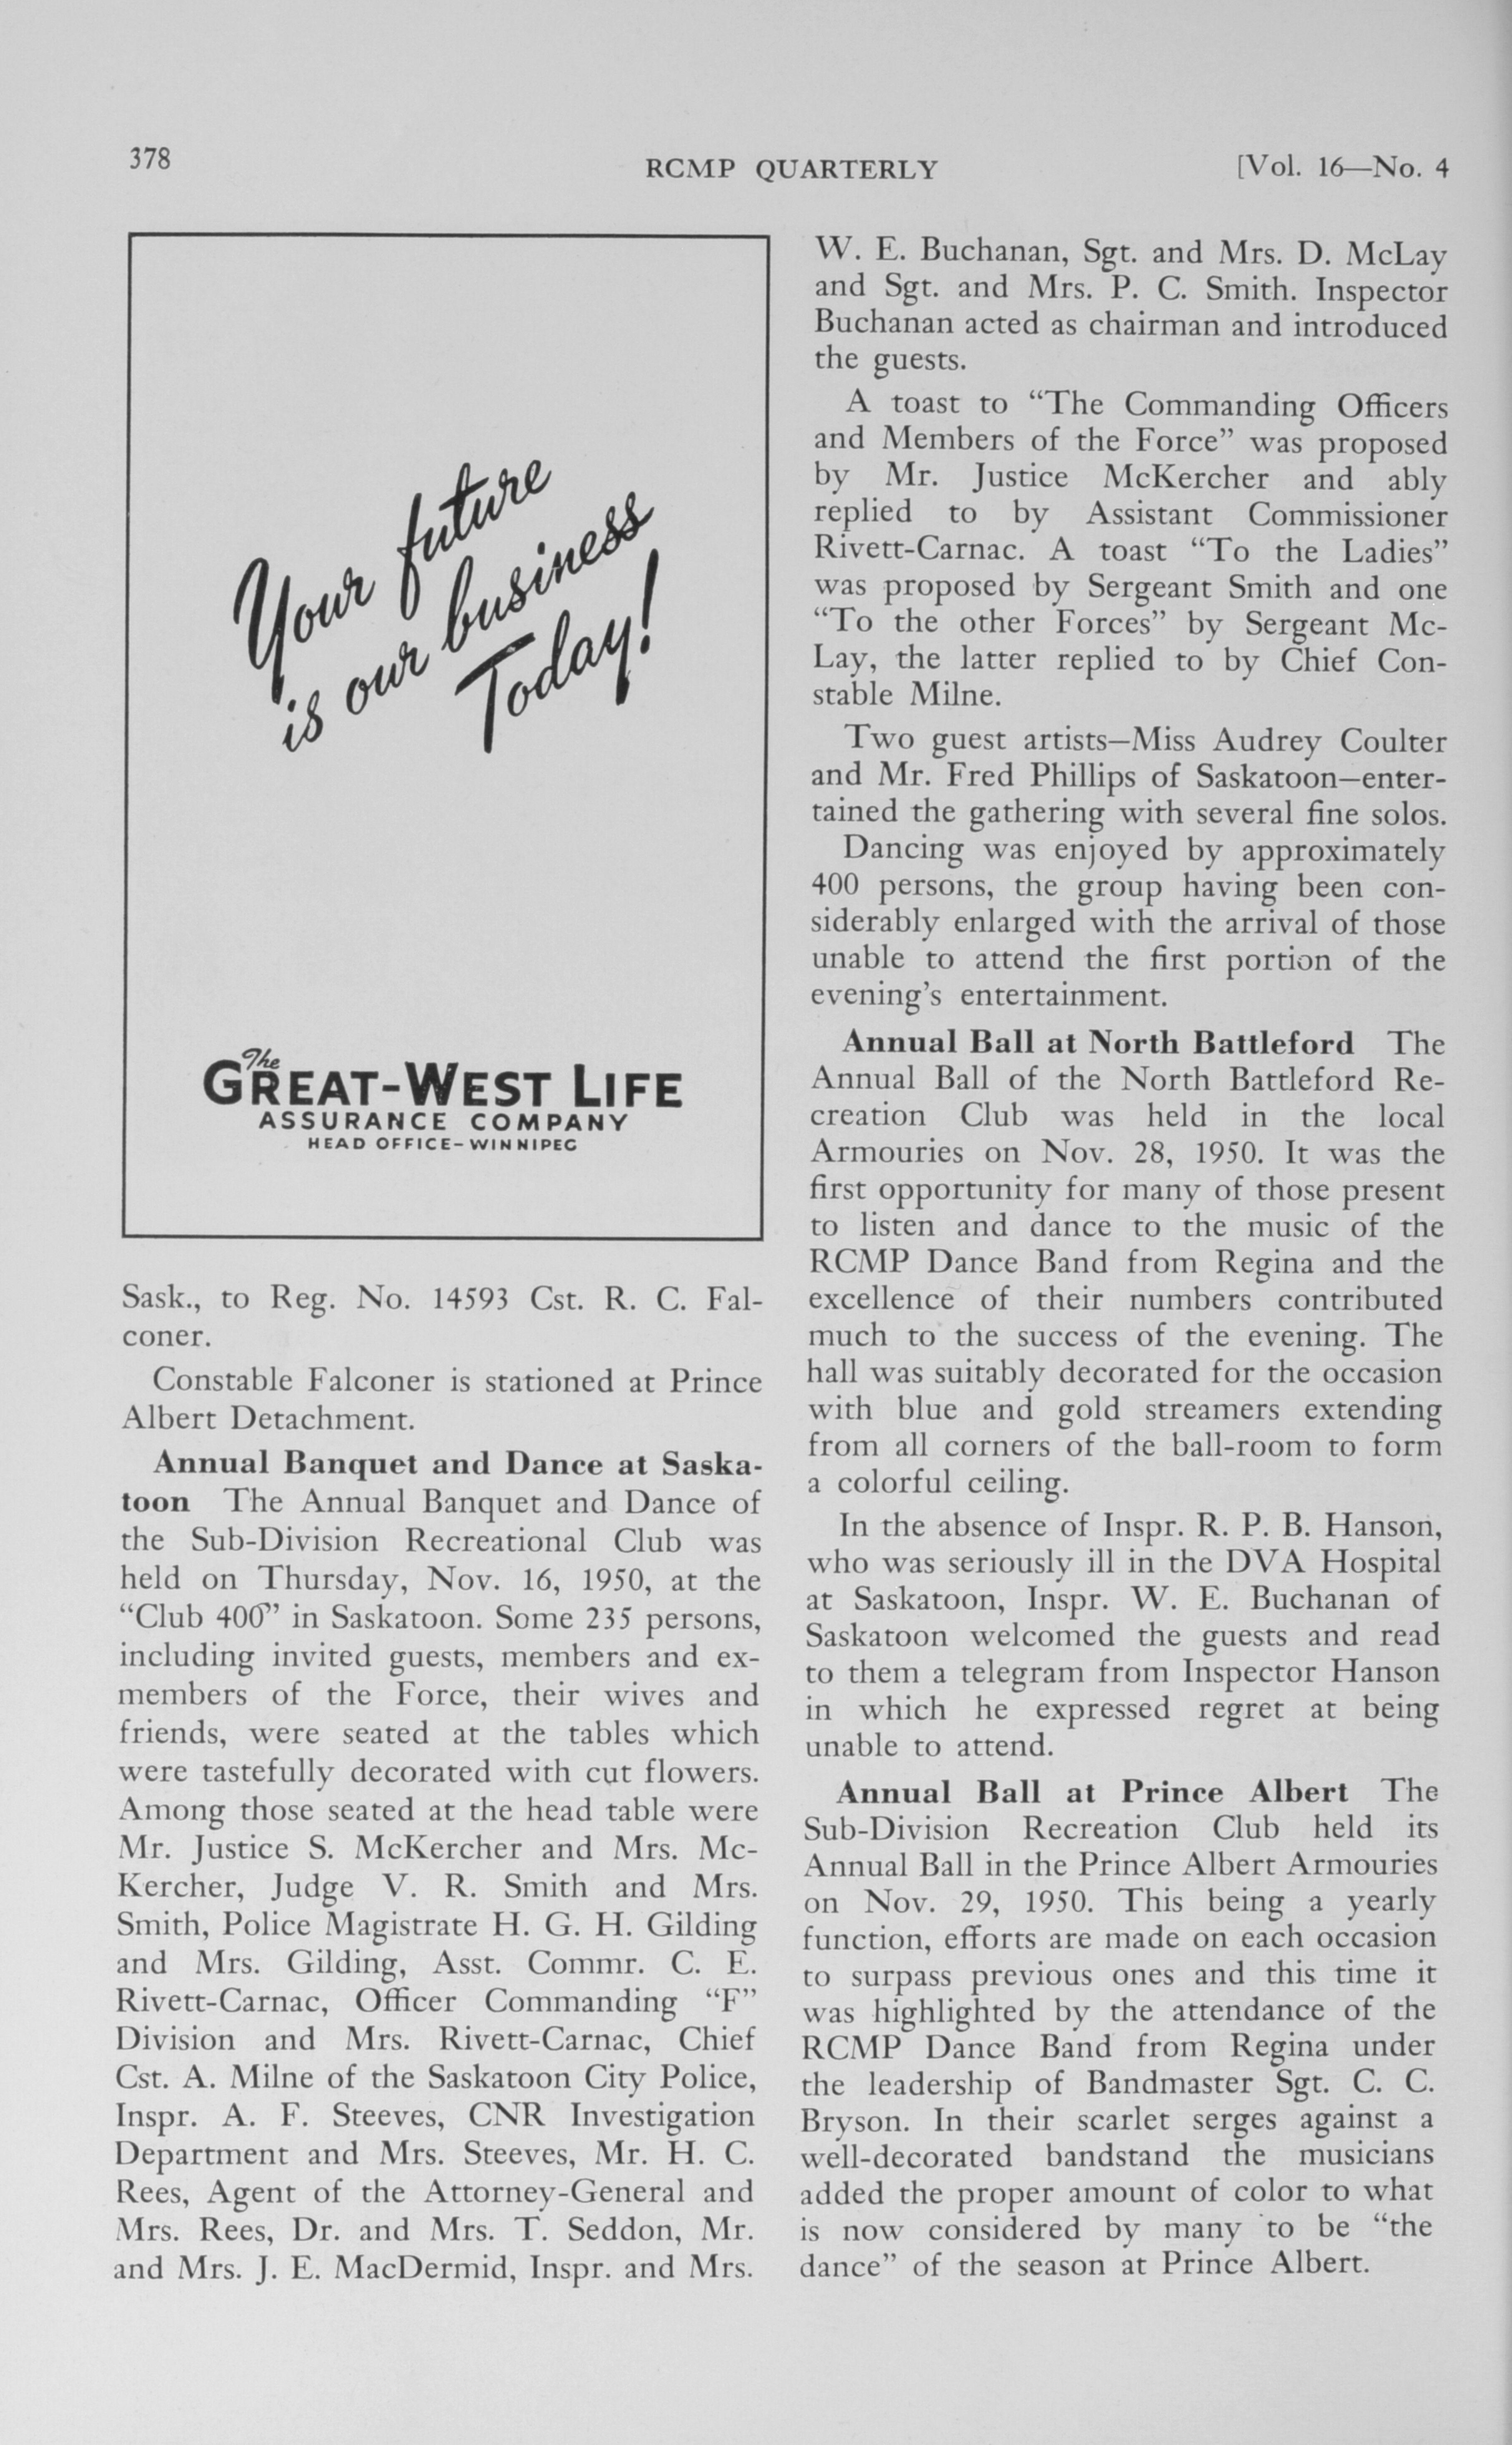 378
RCMP QUARTERLY
[Vol. 16—No. 4
Your future
is our business
Today!
The
GREAT-WEST LIFE
ASSURANCE COMPANY
HEAD OFFICE-WINNIPEG
Sask., to Reg. No. 14593 Cst. R. C. Fal-
coner.
Constable Falconer is stationed at Prince
Albert Detachment.
Annual Banquet and Dance at Saska-
toon The Annual Banquet and Dance of
the Sub-Division Recreational Club was
held on Thursday, Nov. 16, 1950, at the
“Club 400” in Saskatoon. Some 235 persons,
including invited guests, members and ex-
members of the Force, their wives and
friends, were seated at the tables which
were tastefully decorated with cut flowers.
Among those seated at the head table were
Mr. Justice S. McKercher and Mrs. Mc-
Kercher, Judge V. R. Smith and Mrs.
Smith, Police Magistrate H. G. H. Gilding
and Mrs. Gilding, Asst. Commr. C. E.
Rivett-Carnac, Officer Commanding “F”
Division and Mrs. Rivett-Carnac, Chief
Cst. A. Milne of the Saskatoon City Police,
Inspr. A. F. Steeves, CNR Investigation
Department and Mrs. Steeves, Mr. H. C.
Rees, Agent of the Attorney-General and
Mrs. Rees, Dr. and Mrs. T. Seddon, Mr.
and Mrs. J. E. MacDermid, Inspr. and Mrs.
W. E. Buchanan, Sgt. and Mrs. D. McLay
and Sgt. and Mrs. P. C. Smith. Inspector
Buchanan acted as chairman and introduced
the guests.
A toast to “The Commanding Officers
and Members of the Force” was proposed
by Mr. Justice McKercher and ably
replied to by Assistant Commissioner
Rivett-Carnac. A toast “To the Ladies”
was proposed by Sergeant Smith and one
“To the other Forces” by Sergeant Mc-
Lay, the latter replied to by Chief Con-
stable Milne.
Two guest artists—Miss Audrey Coulter
and Mr. Fred Phillips of Saskatoon—enter-
tained the gathering with several fine solos.
Dancing was enjoyed by approximately
400 persons, the group having been con-
siderably enlarged with the arrival of those
unable to attend the first portion of the
evening’s entertainment.
Annual Ball at North Battleford The
Annual Ball of the North Battleford Re-
creation Club was held in the local
Armouries on Nov. 28, 1950. It was the
first opportunity for many of those present
to listen and dance to the music of the
RCMP Dance Band from Regina and the
excellence of their numbers contributed
much to the success of the evening. The
hall was suitably decorated for the occasion
with blue and gold streamers extending
from all corners of the ball-room to form
a colorful ceiling.
In the absence of Inspr. R. P. B. Hanson,
who was seriously ill in the DVA Hospital
at Saskatoon, Inspr. W. E. Buchanan of
Saskatoon welcomed the guests and read
to them a telegram from Inspector Hanson
in which he expressed regret at being
unable to attend.
Annual Ball at Prince Albert The
Sub-Division Recreation Club held its
Annual Ball in the Prince Albert Armouries
on Nov. 29, 1950. This being a yearly
function, efforts are made on each occasion
to surpass previous ones and this time it
was highlighted by the attendance of the
RCMP Dance Band from Regina under
the leadership of Bandmaster Sgt. C. C.
Bryson. In their scarlet serges against a
well-decorated bandstand the musicians
added the proper amount of color to what
is now considered by many to be “the
dance” of the season at Prince Albert.